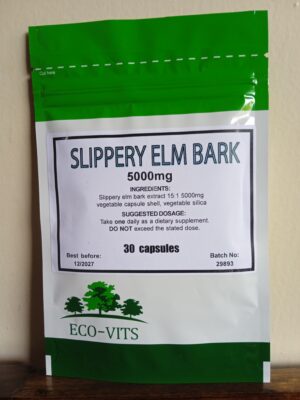 Cut here
SLIPPERY ELM BARK
5000mg
INGREDIENTS:
Slippery elm bark extract 15:1 5000mg
vegetable capsule shell, vegetable silica
SUGGESTED DOSAGE:
Take one daily as a dietary supplement.
DO NOT exceed the stated dose.
30 capsules
Best before:
12/2027
Batch No:
29893
ECO-VITS